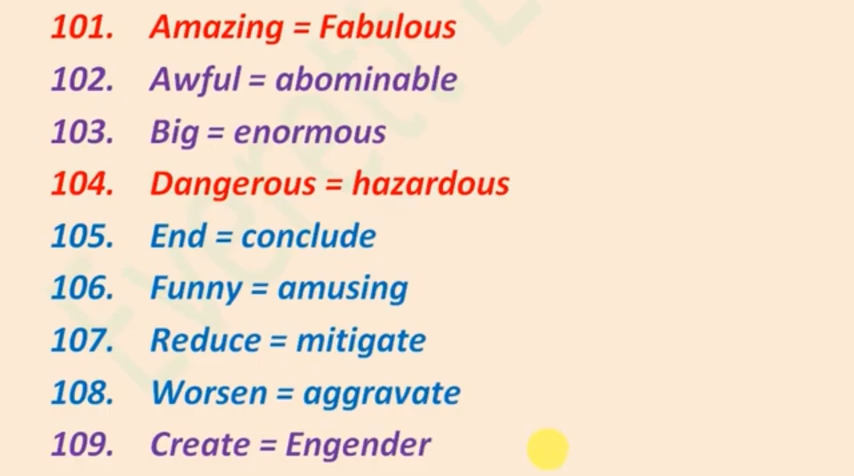 101. Amazing = Fabulous
102. Awful = abominable
103. Big = enormous
104. Dangerous = hazardous
105. End = conclude
106. Funny = amusing
107. Reduce = mitigate
108. Worsen = aggravate
109. Create = Engender